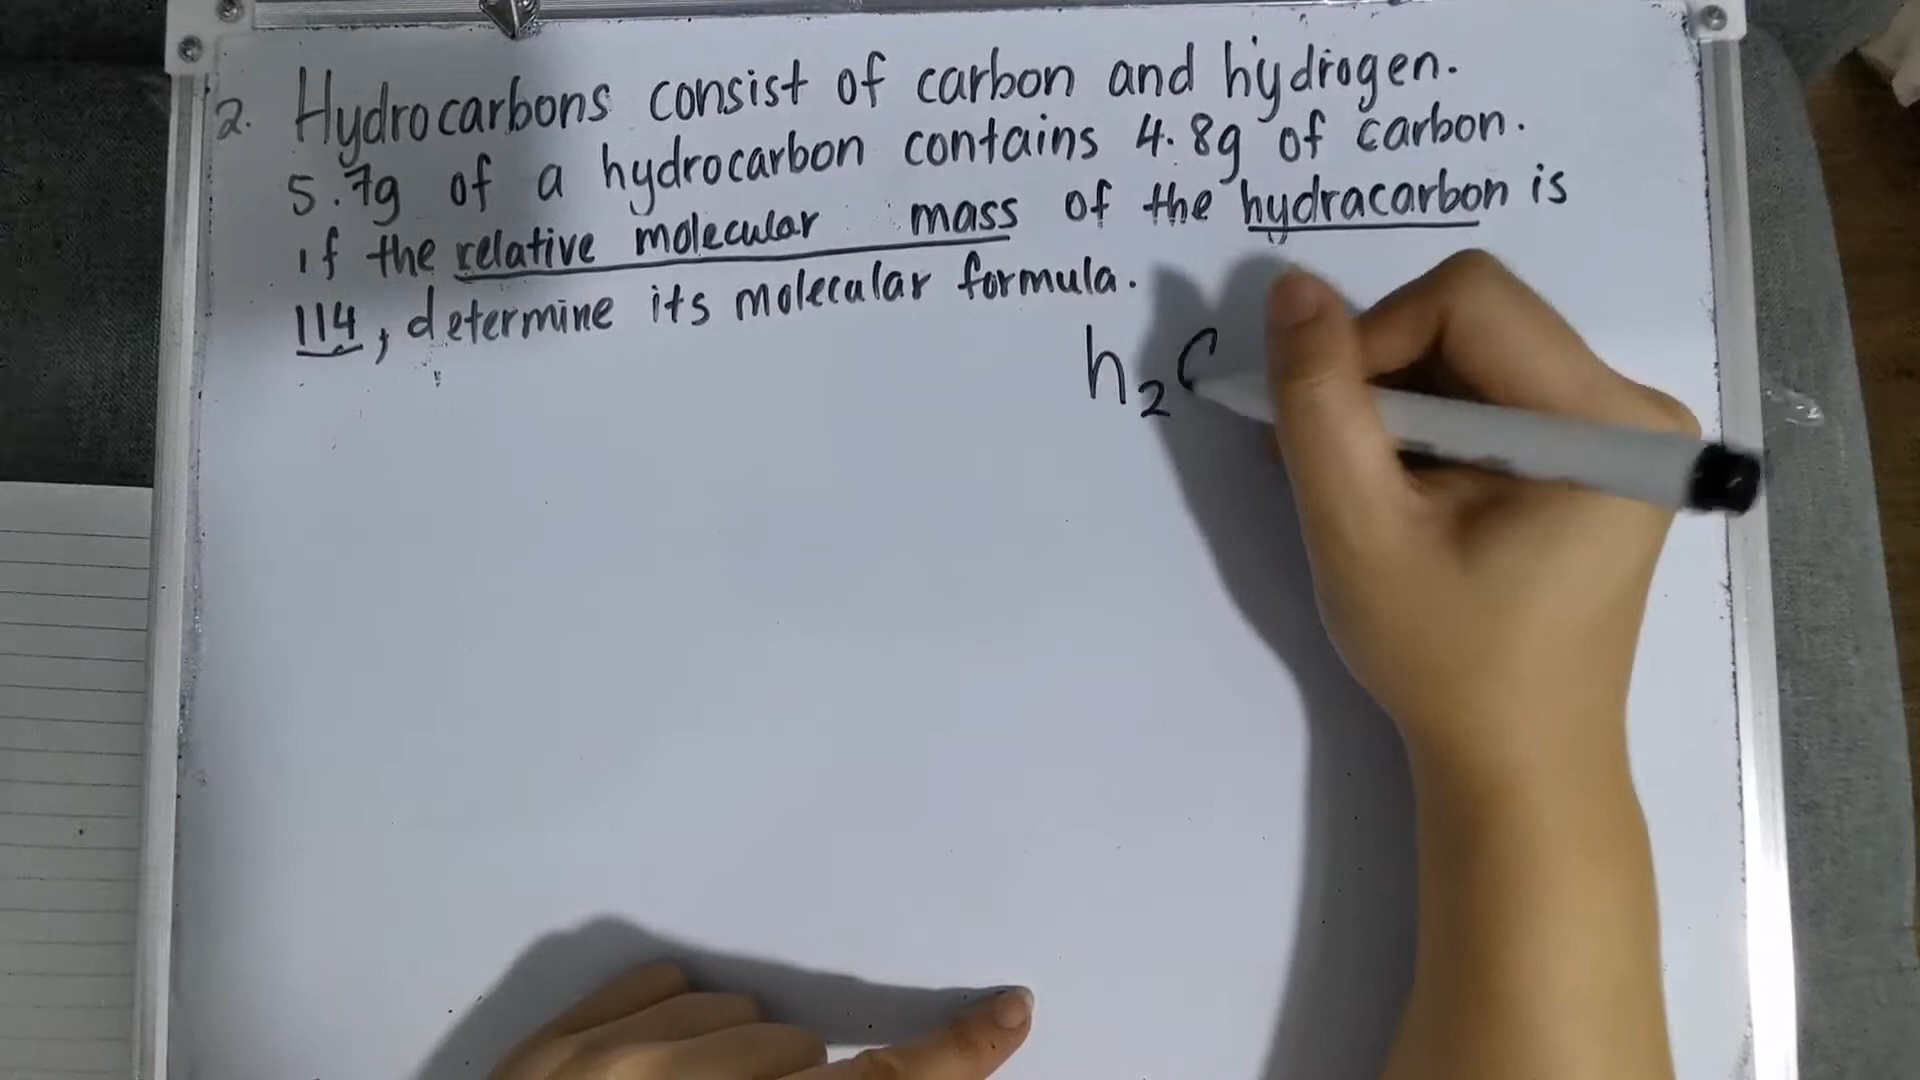 2. Hydrocarbons consist of carbon and hydrogen.
5.7g of a hydrocarbon contains 4.8g of carbon.
if the relative molecular mass of the hydracarbon is
114, determine its molecular formula.
h₂C